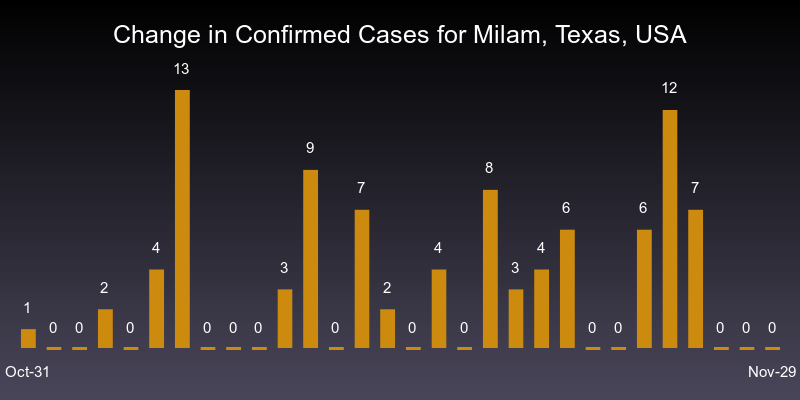 Change in Confirmed Cases for Milam, Texas, USA
1 0 0 2 0 4 13 0 0 0 3 9 0 7 2 0 4 0 8 3 4 6 0 0 6 12 7 0 0 0
Oct-31 Nov-29